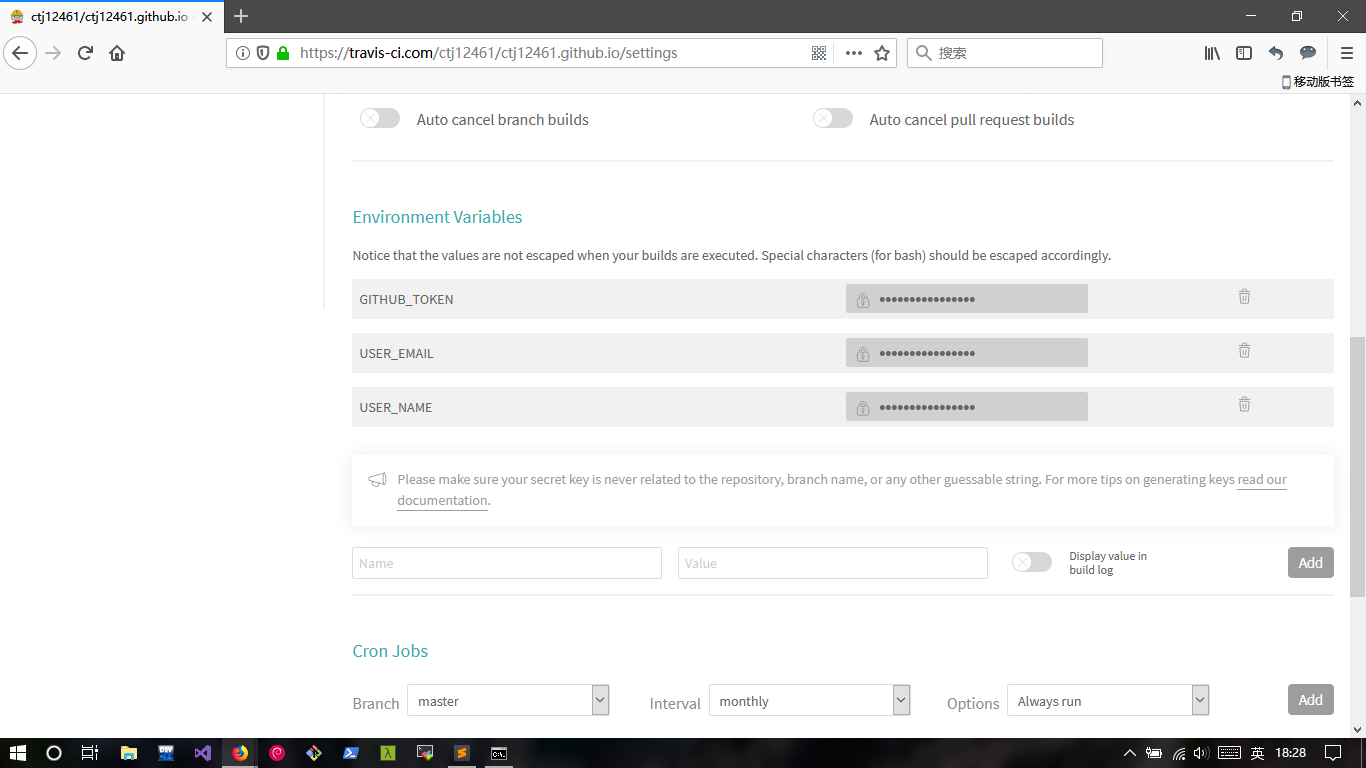 ctj12461/ctj12461.github.io
https://travis-ci.com/ctj12461/ctj12461.github.io/settings
搜索
移动版书签
Auto cancel branch builds
Auto cancel pull request builds
Environment Variables
Notice that the values are not escaped when your builds are executed. Special characters (for bash) should be escaped accordingly.
GITHUB_TOKEN
USER_EMAIL
USER_NAME
Please make sure your secret key is never related to the repository, branch name, or any other guessable string. For more tips on generating keys read our
documentation.
Name
Value
Display value in
build log
Add
Cron Jobs
Branch
master
Interval
monthly
Options
Always run
Add
英
18:28